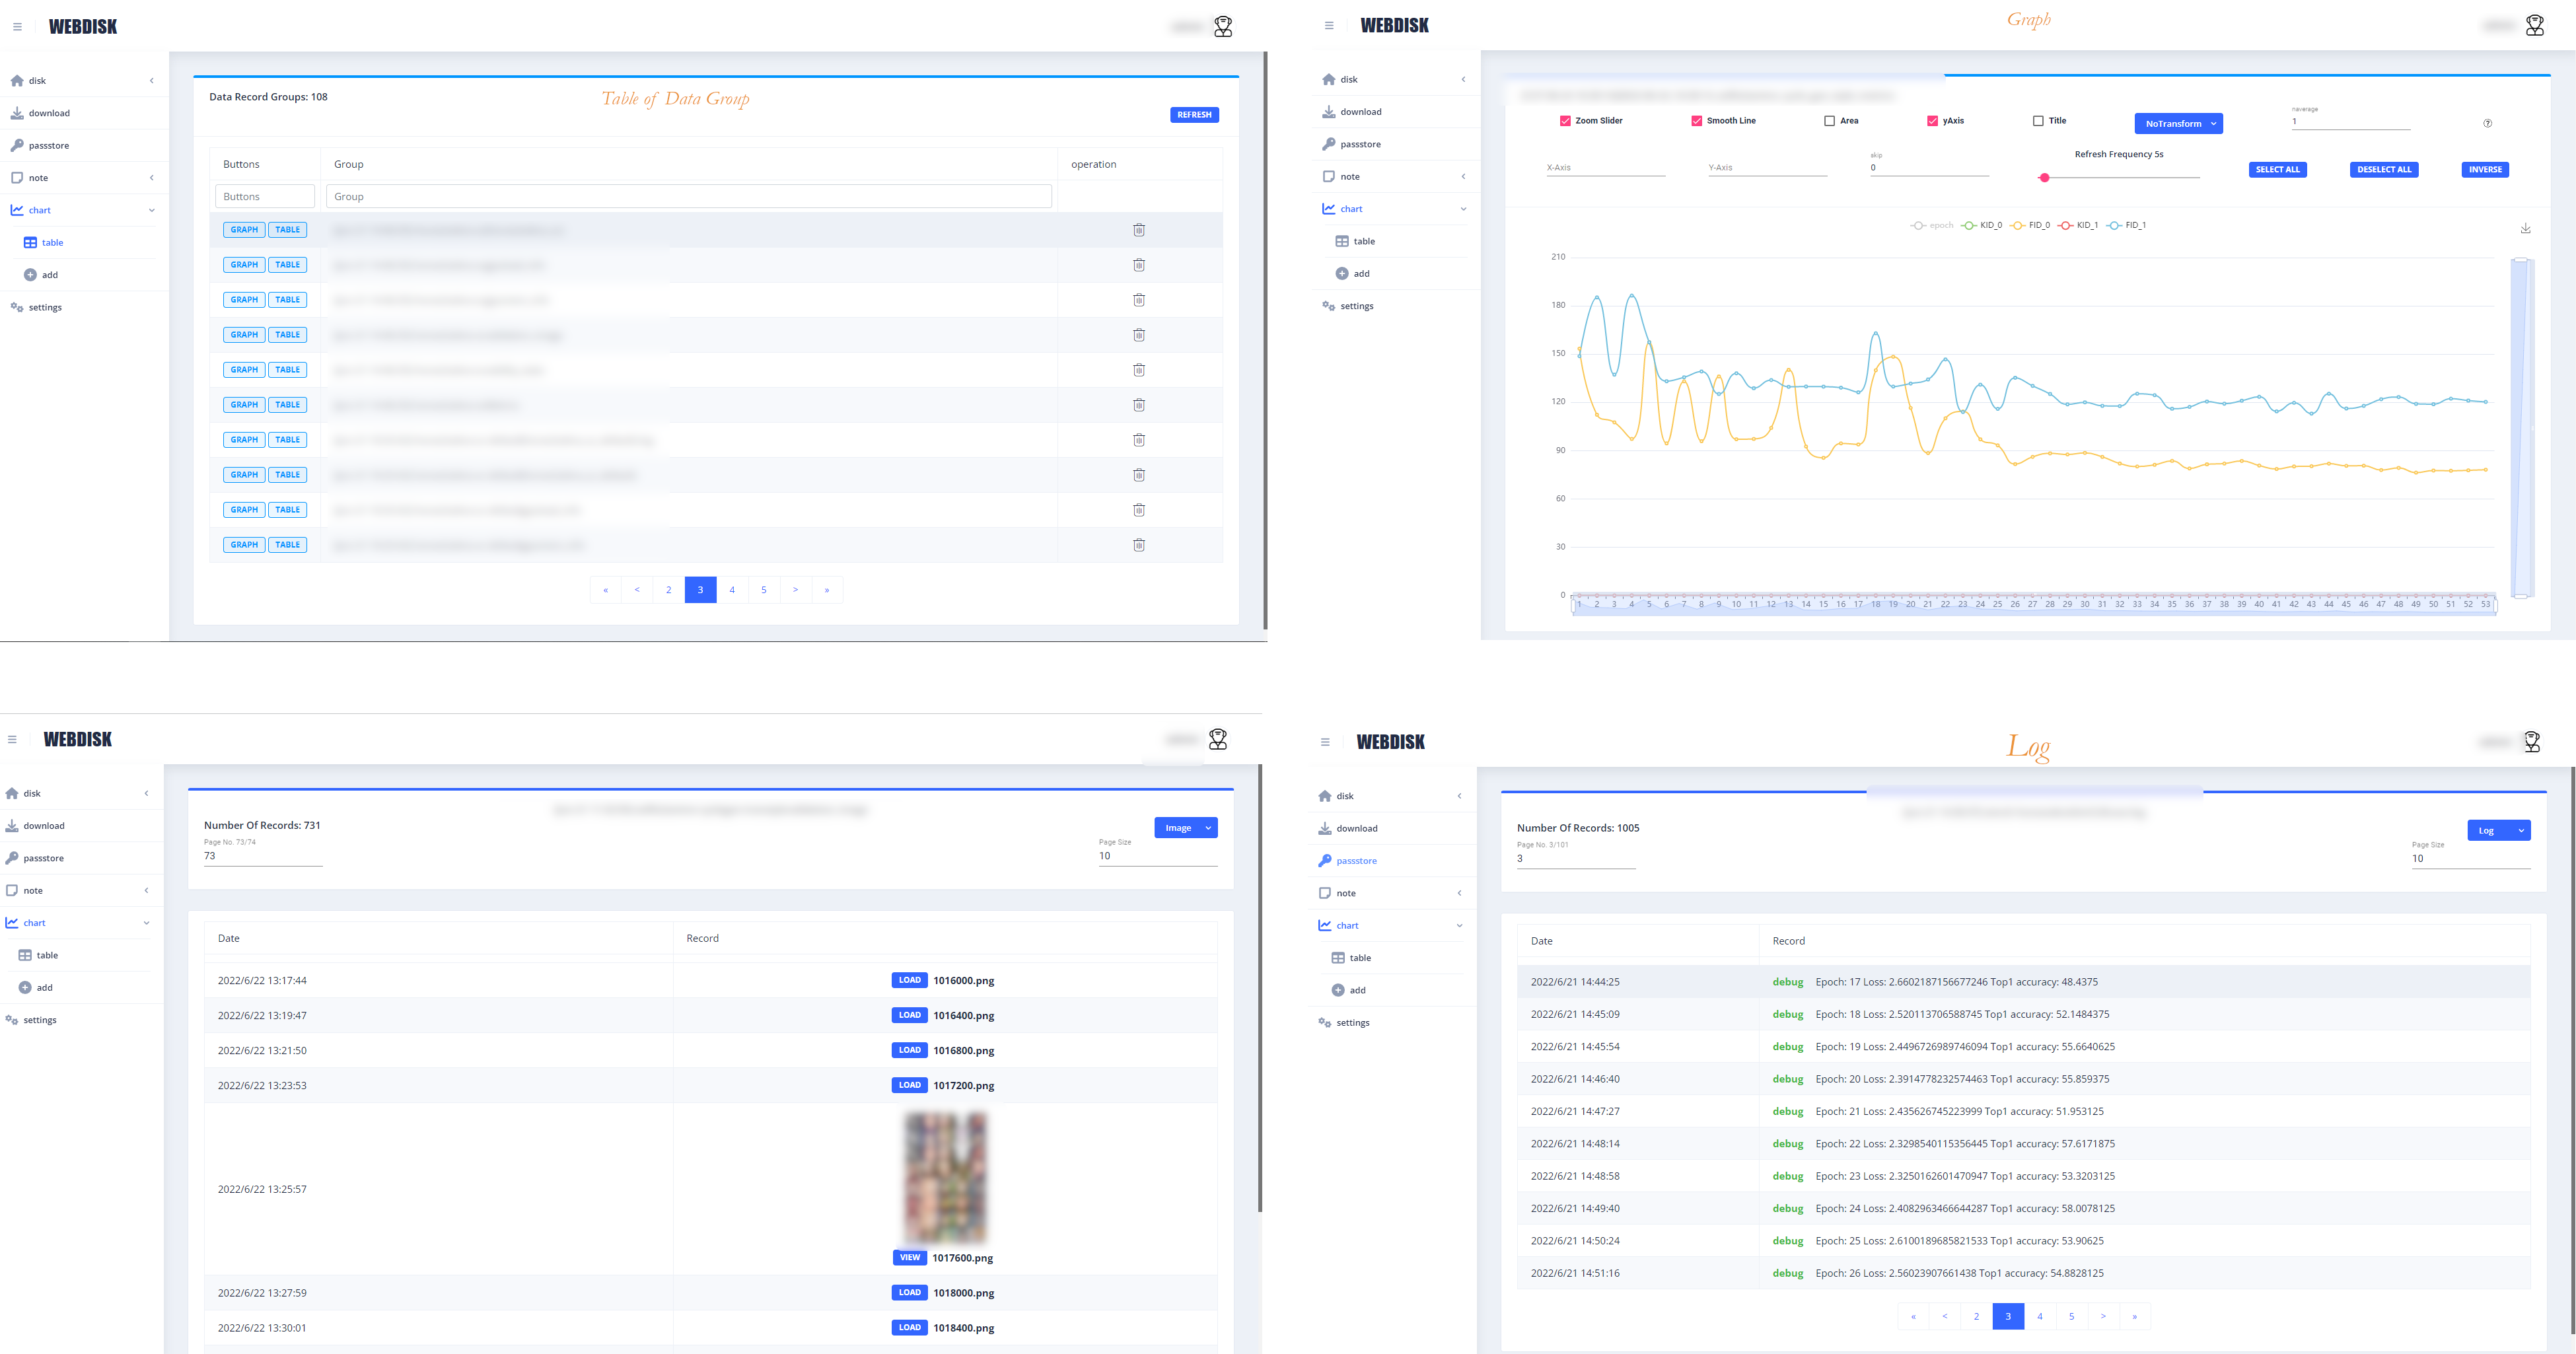 WEBDISK
disk
download
passstore
note
chart
table
add
settings
Data Record Groups: 108
Table of Data Group
REFRESH
Buttons Group operation
Buttons Group
GRAPH TABLE
GRAPH TABLE
GRAPH TABLE
GRAPH TABLE
GRAPH TABLE
GRAPH TABLE
GRAPH TABLE
GRAPH TABLE
GRAPH TABLE
GRAPH TABLE
« < 2 3 4 5 > »
WEBDISK
Graph
disk
download
passstore
note
chart
table
add
settings
Zoom Slider Smooth Line Area yAxis Title NoTransform
naverage
1
X-Axis Y-Axis
skip
0
Refresh Frequency 5s
SELECT ALL DESELECT ALL INVERSE
epoch KID_0 FID_0 KID_1 FID_1
210
180
150
120
90
60
30
0
1 2 3 4 5 6 7 8 9 10 11 12 13 14 15 16 17 18 19 20 21 22 23 24 25 26 27 28 29 30 31 32 33 34 35 36 37 38 39 40 41 42 43 44 45 46 47 48 49 50 51 52 53
WEBDISK
disk
download
passstore
note
chart
table
add
settings
Number Of Records: 731
Page No. 73/74
73
Image
Page Size
10
Date Record
2022/6/22 13:17:44 LOAD 1016000.png
2022/6/22 13:19:47 LOAD 1016400.png
2022/6/22 13:21:50 LOAD 1016800.png
2022/6/22 13:23:53 LOAD 1017200.png
2022/6/22 13:25:57
VIEW 1017600.png
2022/6/22 13:27:59 LOAD 1018000.png
2022/6/22 13:30:01 LOAD 1018400.png
WEBDISK
Log
disk
download
passstore
note
chart
table
add
settings
Number Of Records: 1005
Page No. 3/101
3
Log
Page Size
10
Date Record
2022/6/21 14:44:25 debug Epoch: 17 Loss: 2.6602187156677246 Top1 accuracy: 48.4375
2022/6/21 14:45:09 debug Epoch: 18 Loss: 2.520113706588745 Top1 accuracy: 52.1484375
2022/6/21 14:45:54 debug Epoch: 19 Loss: 2.4496726989746094 Top1 accuracy: 55.6640625
2022/6/21 14:46:40 debug Epoch: 20 Loss: 2.3914778232574463 Top1 accuracy: 55.859375
2022/6/21 14:47:27 debug Epoch: 21 Loss: 2.435626745223999 Top1 accuracy: 51.953125
2022/6/21 14:48:14 debug Epoch: 22 Loss: 2.3298540115356445 Top1 accuracy: 57.6171875
2022/6/21 14:48:58 debug Epoch: 23 Loss: 2.3250162601470947 Top1 accuracy: 53.3203125
2022/6/21 14:49:40 debug Epoch: 24 Loss: 2.4082963466644287 Top1 accuracy: 58.0078125
2022/6/21 14:50:24 debug Epoch: 25 Loss: 2.6100189685821533 Top1 accuracy: 53.90625
2022/6/21 14:51:16 debug Epoch: 26 Loss: 2.56023907661438 Top1 accuracy: 54.8828125
« < 2 3 4 5 > »